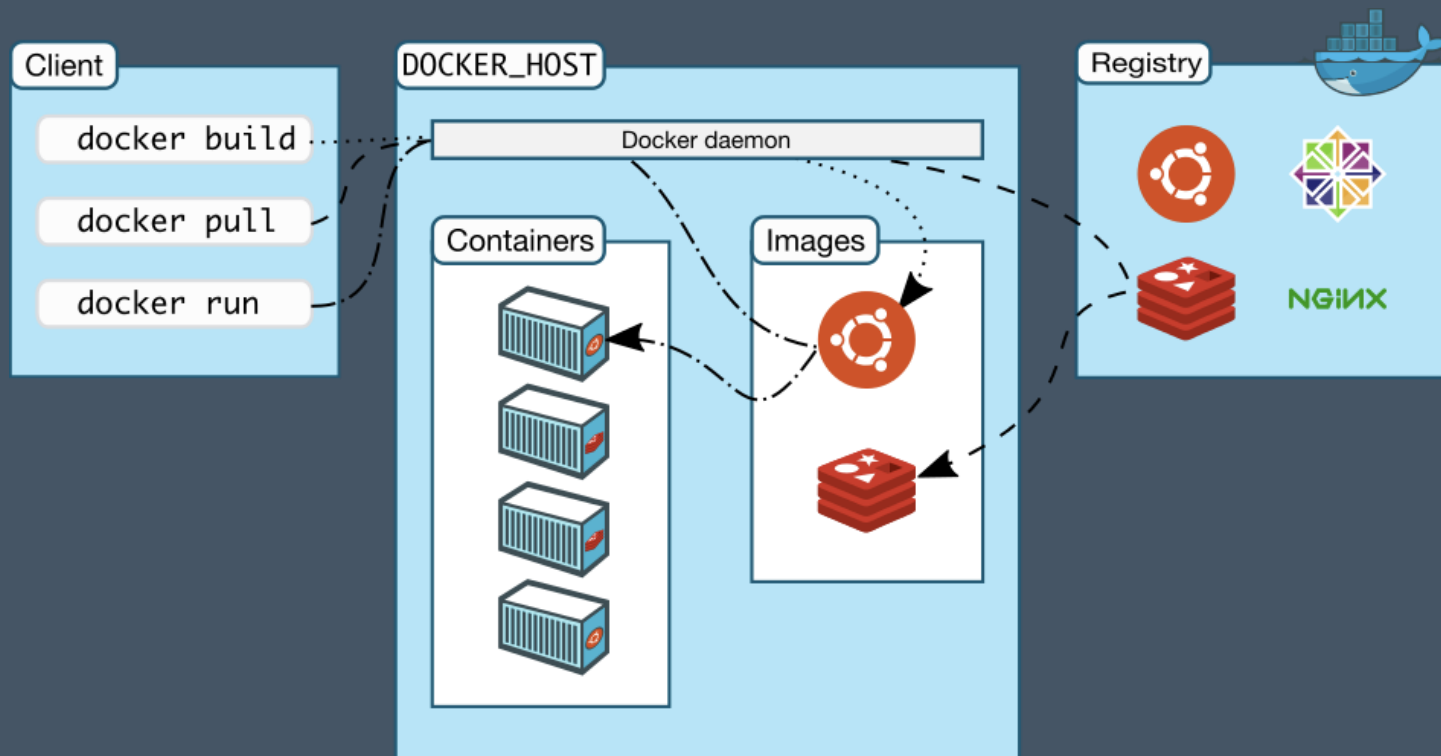 Client
docker build
docker pull
docker run
DOCKER_HOST
Docker daemon
Containers
Images
Registry
NGiNX